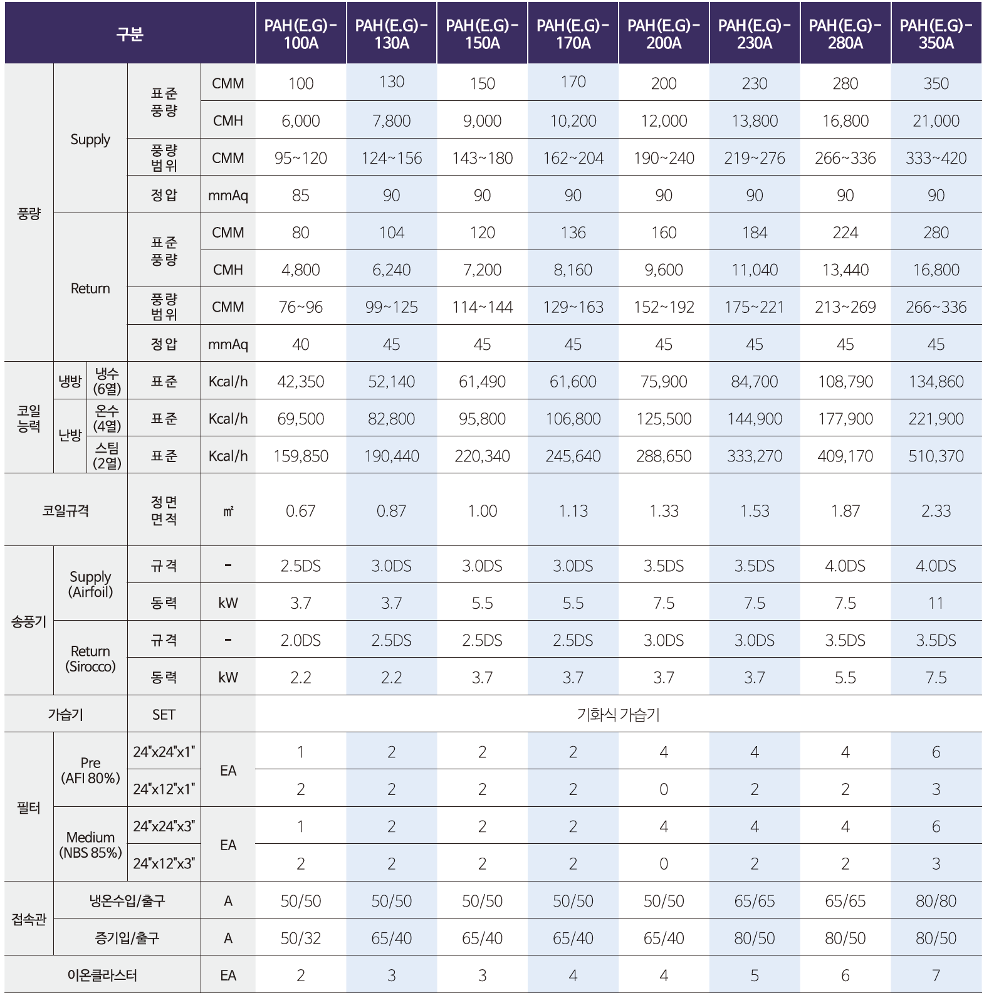 구분 PAH(E.G)-100A PAH(E.G)-130A PAH(E.G)-150A PAH(E.G)-170A PAH(E.G)-200A PAH(E.G)-230A PAH(E.G)-280A PAH(E.G)-350A
풍량 Supply 표준 풍량 CMM 100 130 150 170 200 230 280 350
CMH 6,000 7,800 9,000 10,200 12,000 13,800 16,800 21,000
풍량 범위 CMM 95~120 124~156 143~180 162~204 190~240 219~276 266~336 333~420
정압 mmAq 85 90 90 90 90 90 90 90
Return 표준 풍량 CMM 80 104 120 136 160 184 224 280
CMH 4,800 6,240 7,200 8,160 9,600 11,040 13,440 16,800
풍량 범위 CMM 76~96 99~125 114~144 129~163 152~192 175~221 213~269 266~336
정압 mmAq 40 45 45 45 45 45 45 45
코일 능력 냉방 냉수 (6열) 표준 Kcal/h 42,350 52,140 61,490 61,600 75,900 84,700 108,790 134,860
난방 온수 (4열) 표준 Kcal/h 69,500 82,800 95,800 106,800 125,500 144,900 177,900 221,900
스팀 (2열) 표준 Kcal/h 159,850 190,440 220,340 245,640 288,650 333,270 409,170 510,370
코일규격 정면 면적 ㎡ 0.67 0.87 1.00 1.13 1.33 1.53 1.87 2.33
송풍기 Supply (Airfoil) 규격 - 2.5DS 3.0DS 3.0DS 3.0DS 3.5DS 3.5DS 4.0DS 4.0DS
동력 kW 3.7 3.7 5.5 5.5 7.5 7.5 7.5 11
Return (Sirocco) 규격 - 2.0DS 2.5DS 2.5DS 2.5DS 3.0DS 3.0DS 3.5DS 3.5DS
동력 kW 2.2 2.2 3.7 3.7 3.7 3.7 5.5 7.5
가습기 SET 기화식 가습기
필터 Pre (AFI 80%) 24"x24"x1" EA 1 2 2 2 4 4 4 6
24"x12"x1" 2 2 2 2 0 2 2 3
Medium (NBS 85%) 24"x24"x3" EA 1 2 2 2 4 4 4 6
24"x12"x3" 2 2 2 2 0 2 2 3
접속관 냉온수입/출구 A 50/50 50/50 50/50 50/50 50/50 65/65 65/65 80/80
증기입/출구 A 50/32 65/40 65/40 65/40 65/40 80/50 80/50 80/50
이온클라스터 EA 2 3 3 4 4 5 6 7